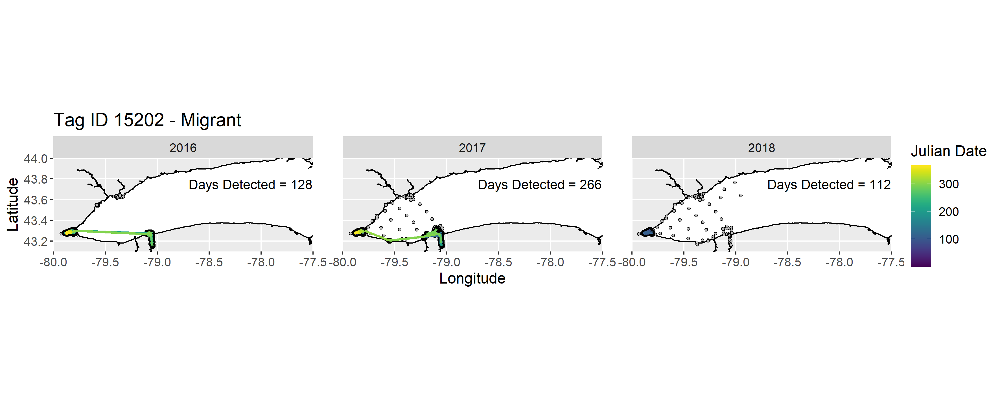 Tag ID 15202 - Migrant
2016
2017
2018
Julian Date
300
200
100
Days Detected = 128
Days Detected = 266
Days Detected = 112
Latitude
44.0
43.8
43.6
43.4
43.2
-80.0 -79.5 -79.0 -78.5 -78.0 -77.5
-80.0 -79.5 -79.0 -78.5 -78.0 -77.5
-80.0 -79.5 -79.0 -78.5 -78.0 -77.5
Longitude